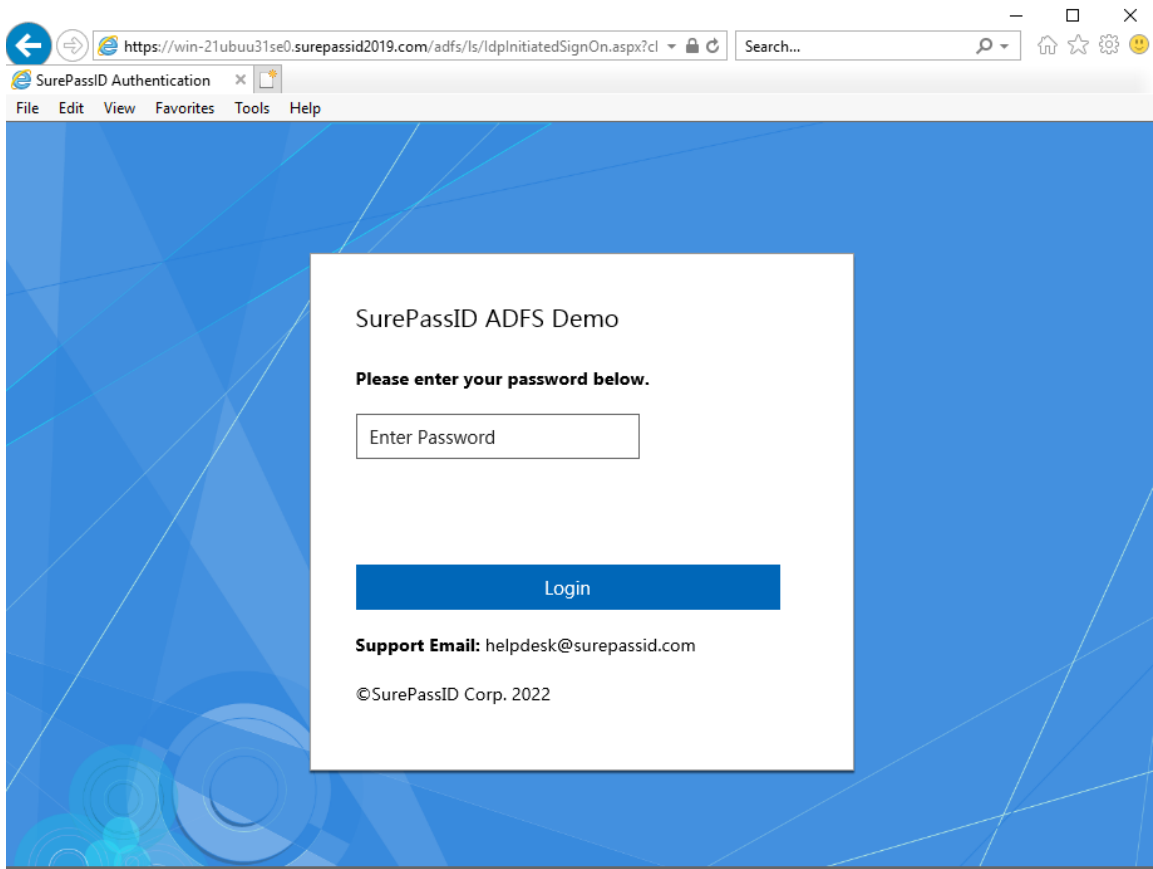 https://win-21ubuu31se0.surepassid2019.com/adfs/ls/IdpInitiatedSignOn.aspx?cl
Search...
SurePassID Authentication
File Edit View Favorites Tools Help
SurePassID ADFS Demo
Please enter your password below.
Enter Password
Login
Support Email: helpdesk@surepassid.com
©SurePassID Corp. 2022